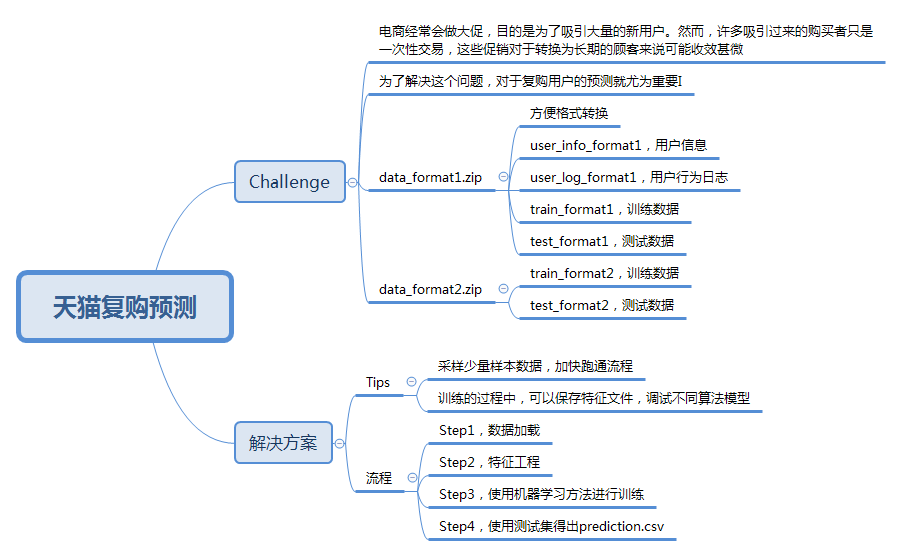 天猫复购预测
Challenge
电商经常会做大促，目的是为了吸引大量的新用户。然而，许多吸引过来的购买者只是
一次性交易，这些促销对于转换为长期的顾客来说可能收效甚微
为了解决这个问题，对于复购用户的预测就尤为重要I
data_format1.zip
方便格式转换
user_info_format1，用户信息
user_log_format1，用户行为日志
train_format1，训练数据
test_format1，测试数据
data_format2.zip
train_format2，训练数据
test_format2，测试数据
解决方案
Tips
采样少量样本数据，加快跑通流程
训练的过程中，可以保存特征文件，调试不同算法模型
流程
Step1，数据加载
Step2，特征工程
Step3，使用机器学习方法进行训练
Step4，使用测试集得出prediction.csv